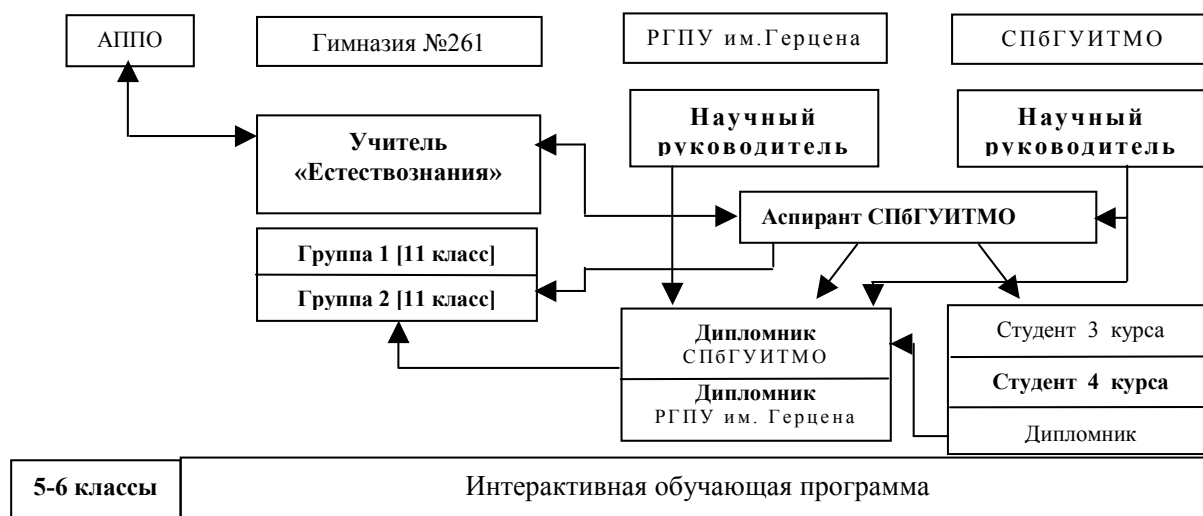 АППО
Гимназия №261
РГПУ им.Герцена
СПбГУИТМО
Научный
руководитель
Научный
руководитель
Учитель
«Естествознания»
Аспирант СПбГУИТМО
Группа 1 [11 класс]
Группа 2 [11 класс]
Дипломник
СПбГУИТМО
Дипломник
РГПУ им. Герцена
Студент 3 курса
Студент 4 курса
Дипломник
5-6 классы
Интерактивная обучающая программа